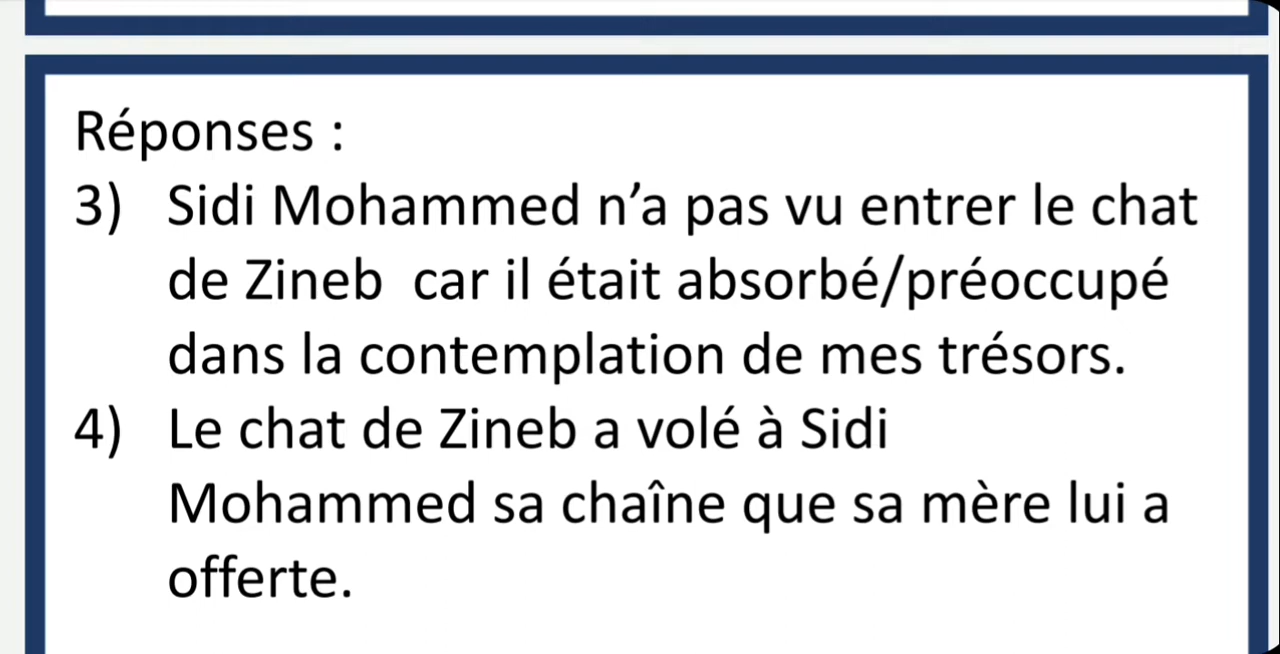 Réponses :
3) Sidi Mohammed n’a pas vu entrer le chat
de Zineb car il était absorbé/préoccupé
dans la contemplation de mes trésors.
4) Le chat de Zineb a volé à Sidi
Mohammed sa chaîne que sa mère lui a
offerte.